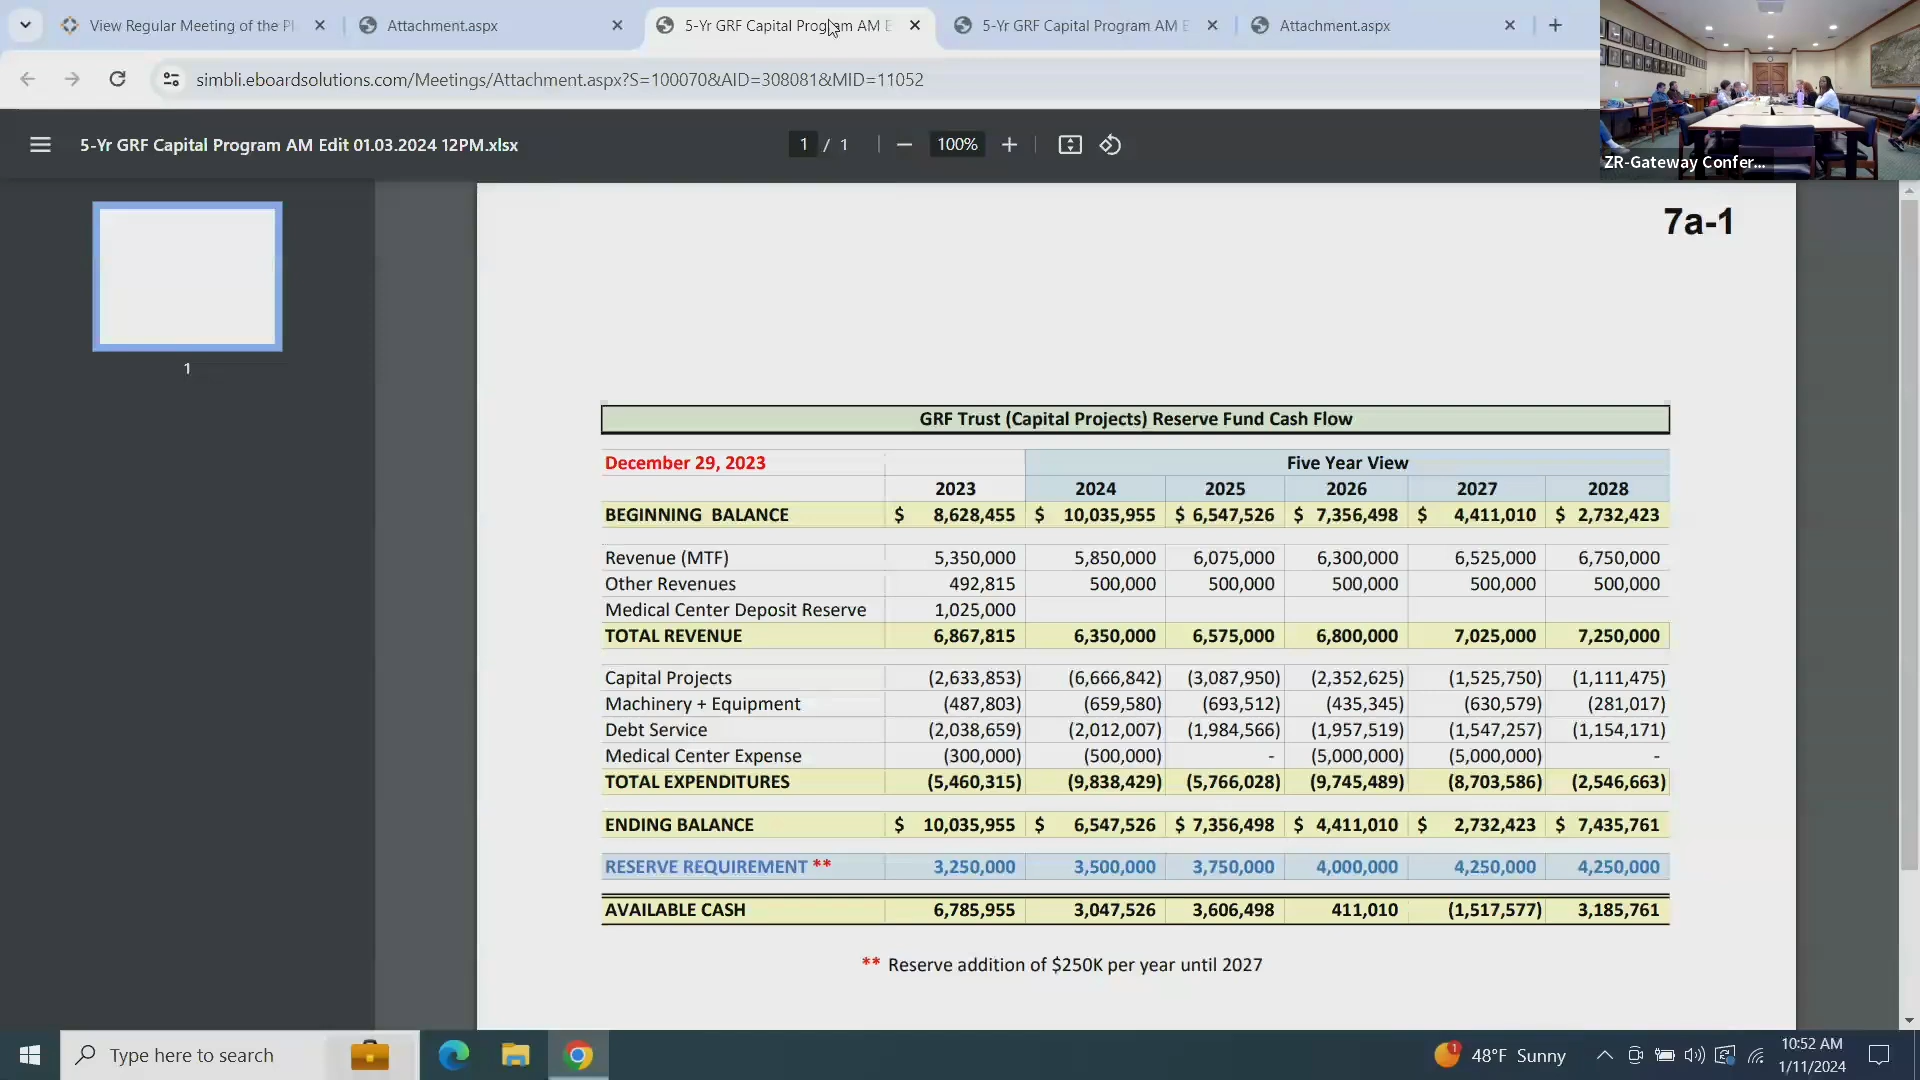 View Regular Meeting of the Pl
Attachment.aspx
5-Yr GRF Capital Program AM E
5-Yr GRF Capital Program AM E
Attachment.aspx
simbli.eboardsolutions.com/Meetings/Attachment.aspx?S=100070&AID=308081&MID=11052
5-Yr GRF Capital Program AM Edit 01.03.2024 12PM.xlsx
1 / 1
100%
ZR-Gateway Confer...
1
7a-1
GRF Trust (Capital Projects) Reserve Fund Cash Flow
December 29, 2023 Five Year View
2023 2024 2025 2026 2027 2028
BEGINNING BALANCE $ 8,628,455 $ 10,035,955 $ 6,547,526 $ 7,356,498 $ 4,411,010 $ 2,732,423
Revenue (MTF) 5,350,000 5,850,000 6,075,000 6,300,000 6,525,000 6,750,000
Other Revenues 492,815 500,000 500,000 500,000 500,000 500,000
Medical Center Deposit Reserve 1,025,000
TOTAL REVENUE 6,867,815 6,350,000 6,575,000 6,800,000 7,025,000 7,250,000
Capital Projects (2,633,853) (6,666,842) (3,087,950) (2,352,625) (1,525,750) (1,111,475)
Machinery + Equipment (487,803) (659,580) (693,512) (435,345) (630,579) (281,017)
Debt Service (2,038,659) (2,012,007) (1,984,566) (1,957,519) (1,547,257) (1,154,171)
Medical Center Expense (300,000) (500,000) - (5,000,000) (5,000,000) -
TOTAL EXPENDITURES (5,460,315) (9,838,429) (5,766,028) (9,745,489) (8,703,586) (2,546,663)
ENDING BALANCE $ 10,035,955 $ 6,547,526 $ 7,356,498 $ 4,411,010 $ 2,732,423 $ 7,435,761
RESERVE REQUIREMENT ** 3,250,000 3,500,000 3,750,000 4,000,000 4,250,000 4,250,000
AVAILABLE CASH 6,785,955 3,047,526 3,606,498 411,010 (1,517,577) 3,185,761
** Reserve addition of $250K per year until 2027
Type here to search
1
48°F Sunny
10:52 AM
1/11/2024